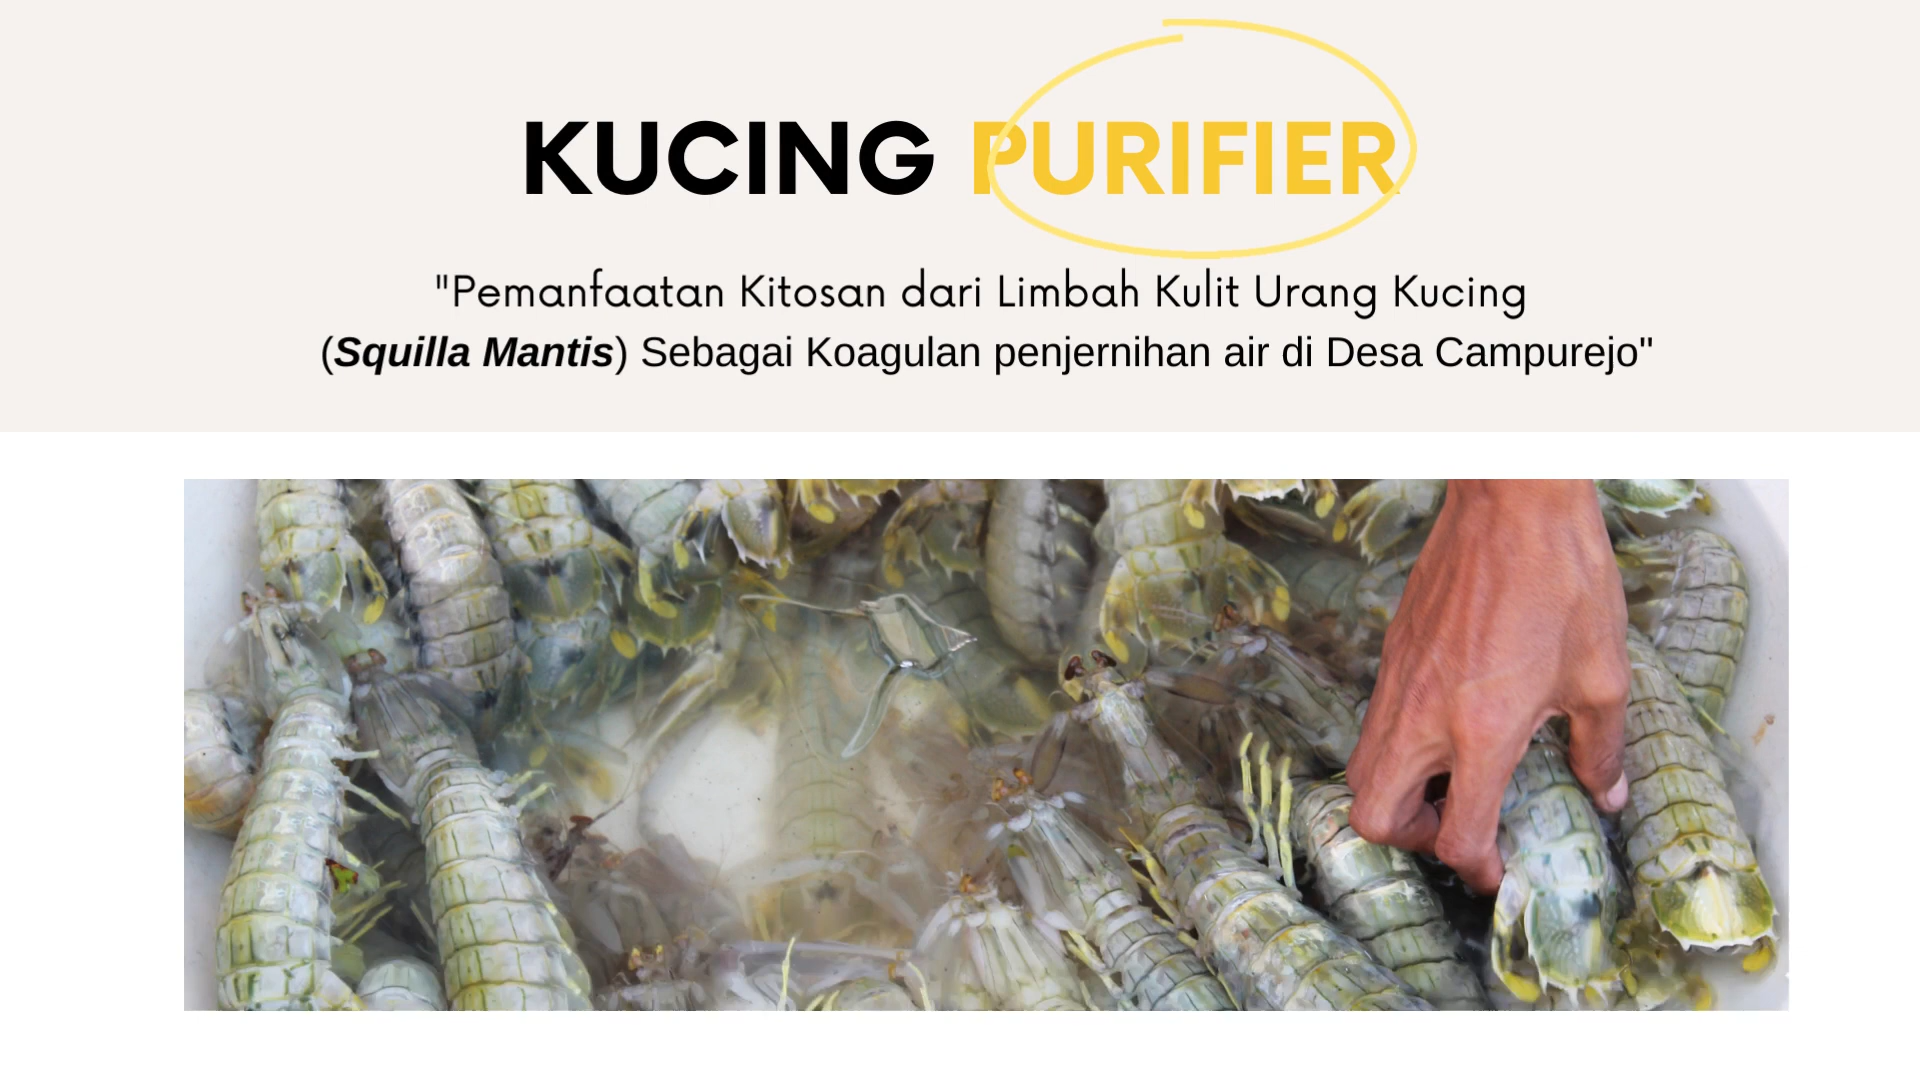 KUCING PURIFIER
"Pemanfaatan Kitosan dari Limbah Kulit Urang Kucing
(Squilla Mantis) Sebagai Koagulan penjernihan air di Desa Campurejo"